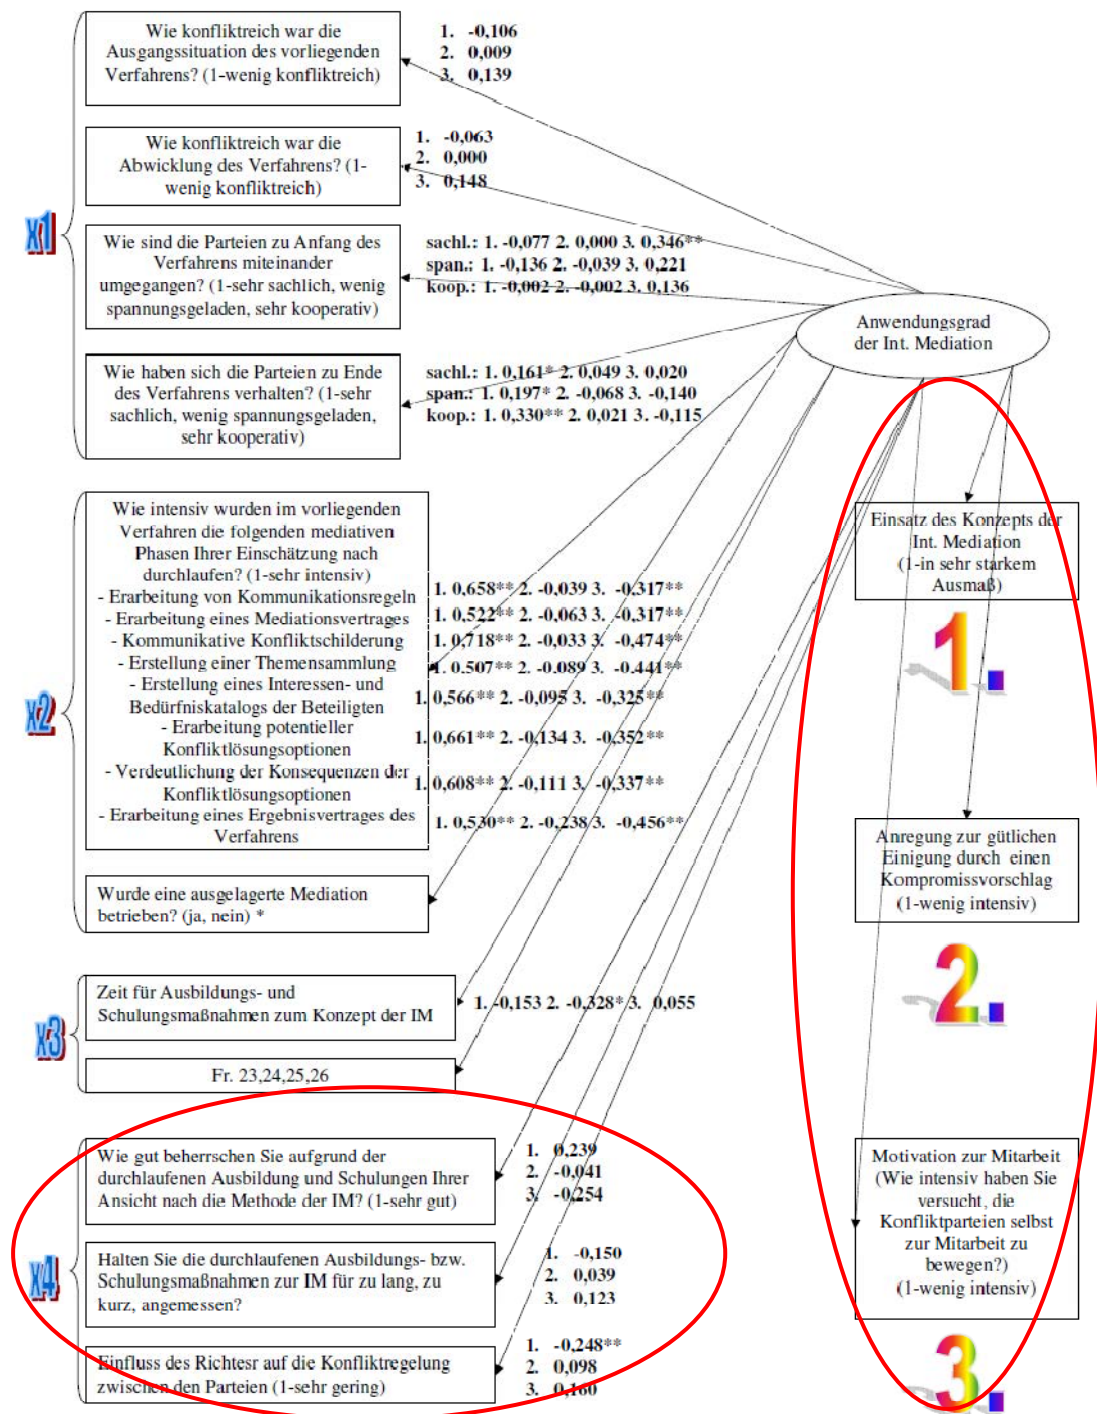 Wie konfliktreich war die
Ausgangssituation des vorliegenden
Verfahrens? (1-wenig konfliktreich)
1. -0,106
2. 0,009
3. 0,139
Wie konfliktreich war die
Abwicklung des Verfahrens? (1-
wenig konfliktreich)
1. -0,063
2. 0,000
3. 0,148
x1
Wie sind die Parteien zu Anfang des
Verfahrens miteinander
umgegangen? (1-sehr sachlich, wenig
spannungsgeladen, sehr kooperativ)
sachl.: 1. -0,077 2. 0,000 3. 0,346**
span.: 1. -0,136 2. -0,039 3. 0,221
koop.: 1. -0,002 2. -0,002 3. 0,136
Anwendungsgrad
der Int. Mediation
Wie haben sich die Parteien zu Ende
des Verfahrens verhalten? (1-sehr
sachlich, wenig spannungsgeladen,
sehr kooperativ)
sachl.: 1. 0,161* 2. 0,049 3. 0,020
span.: 1. 0,197* 2. -0,068 3. -0,140
koop.: 1. 0,330** 2. 0,021 3. -0,115
x2
Wie intensiv wurden im vorliegenden
Verfahren die folgenden mediativen
Phasen Ihrer Einschätzung nach
durchlaufen? (1-sehr intensiv)
- Erarbeitung von Kommunikationsregeln
- Erarbeitung eines Mediationsvertrages
- Kommunikative Konfliktschilderung
- Erstellung einer Themensammlung
- Erstellung eines Interessen- und
Bedürfniskatalogs der Beteiligten
- Erarbeitung potentieller
Konfliktlösungsoptionen
- Verdeutlichung der Konsequenzen der
Konfliktlösungsoptionen
- Erarbeitung eines Ergebnisvertrages des
Verfahrens
1. 0,658** 2. -0,039 3. -0,317**
1. 0,522** 2. -0,063 3. -0,317**
1. 0,718** 2. -0,033 3. -0,474**
1. 0.507** 2. -0.089 3. -0.441**
1. 0,566** 2. -0,095 3. -0,325**
1. 0,661** 2. -0,134 3. -0,352**
1. 0,608** 2. -0,111 3. -0,337**
1. 0,530** 2. -0,238 3. -0,456**
Wurde eine ausgelagerte Mediation
betrieben? (ja, nein) *
x3
Zeit für Ausbildungs- und
Schulungsmaßnahmen zum Konzept der IM
1. -0,153 2. -0,328* 3. 0,055
Fr. 23,24,25,26
x4
Wie gut beherrschen Sie aufgrund der
durchlaufenen Ausbildung und Schulungen Ihrer
Ansicht nach die Methode der IM? (1-sehr gut)
1. 0,239
2. -0,041
3. -0,254
Halten Sie die durchlaufenen Ausbildungs- bzw.
Schulungsmaßnahmen zur IM für zu lang, zu
kurz, angemessen?
1. -0,150
2. 0,039
3. 0,123
Einfluss des Richtesr auf die Konfliktregelung
zwischen den Parteien (1-sehr gering)
1. -0,248**
2. 0,098
3. 0,160
Einsatz des Konzepts der
Int. Mediation
(1-in sehr starkem
Ausmaß)
1.
Anregung zur gütlichen
Einigung durch einen
Kompromissvorschlag
(1-wenig intensiv)
2.
Motivation zur Mitarbeit
(Wie intensiv haben Sie
versucht, die
Konfliktparteien selbst
zur Mitarbeit zu
bewegen?)
(1-wenig intensiv)
3.